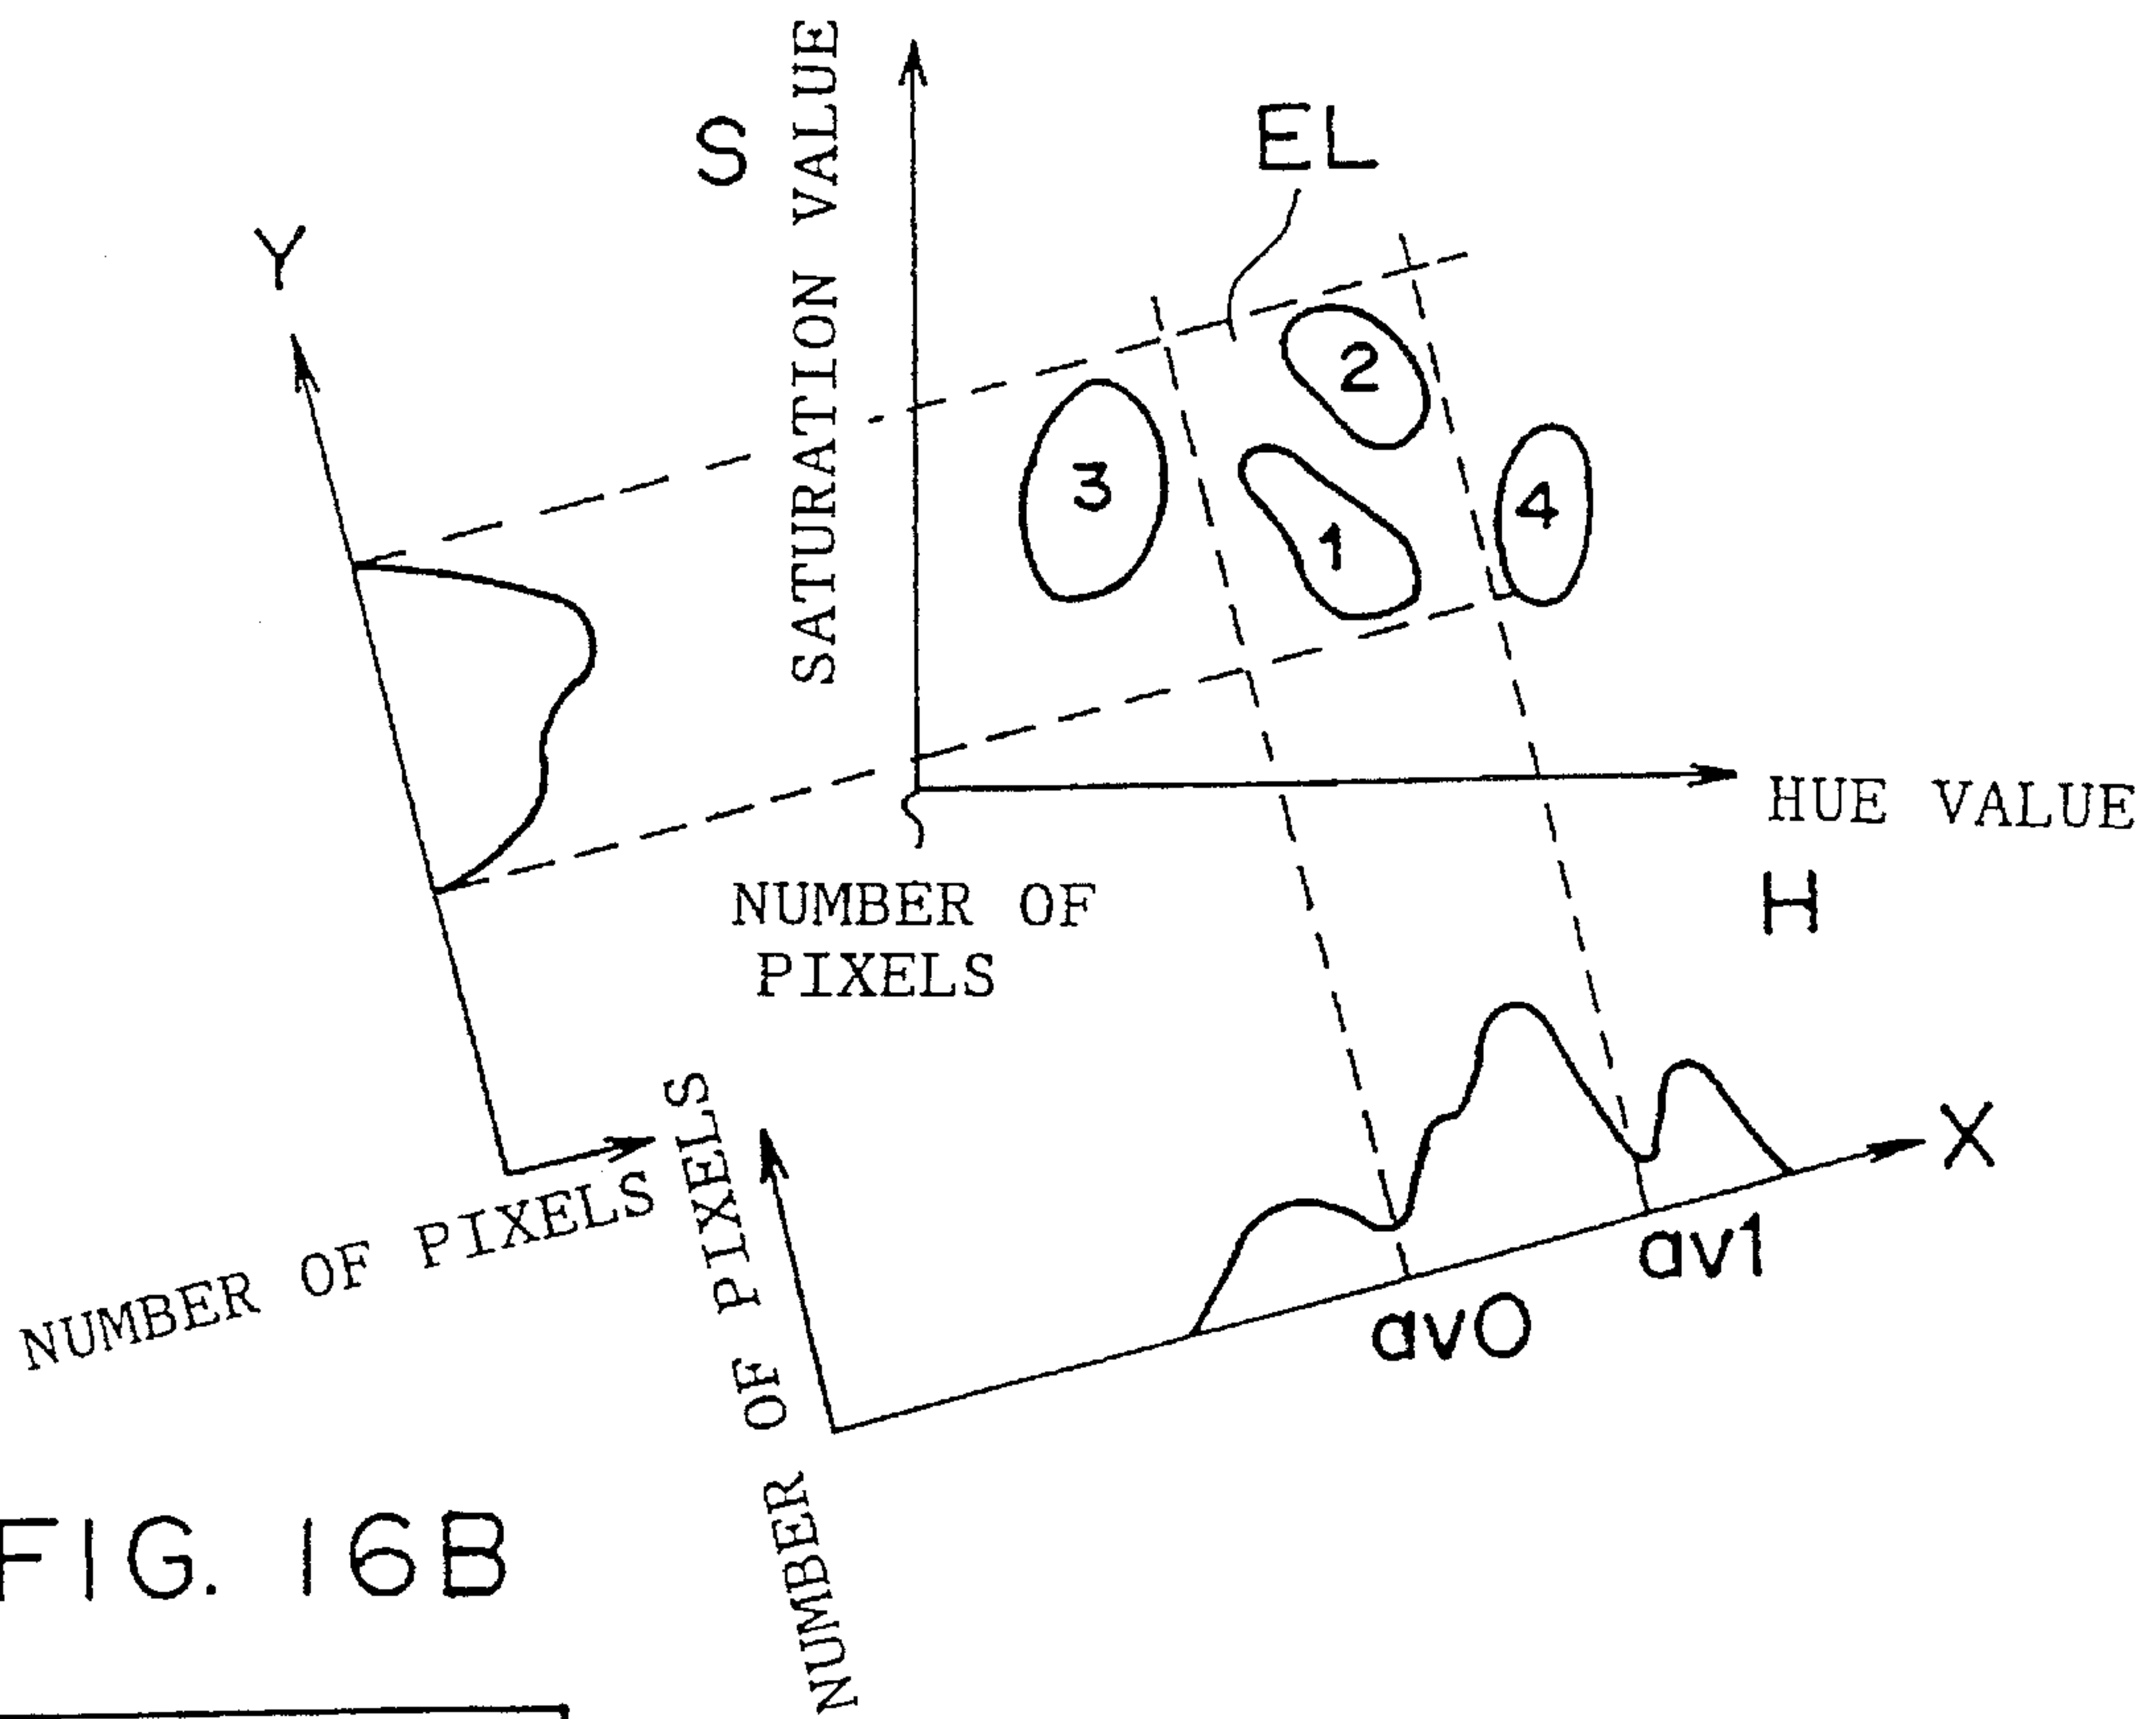 S
SATURATION VALUE
EL
Y
2
3
4
1
HUE VALUE
H
NUMBER OF
PIXELS
NUMBER OF PIXELS
NUMBER OF PIXELS
X
av1
av0
FIG. 16B